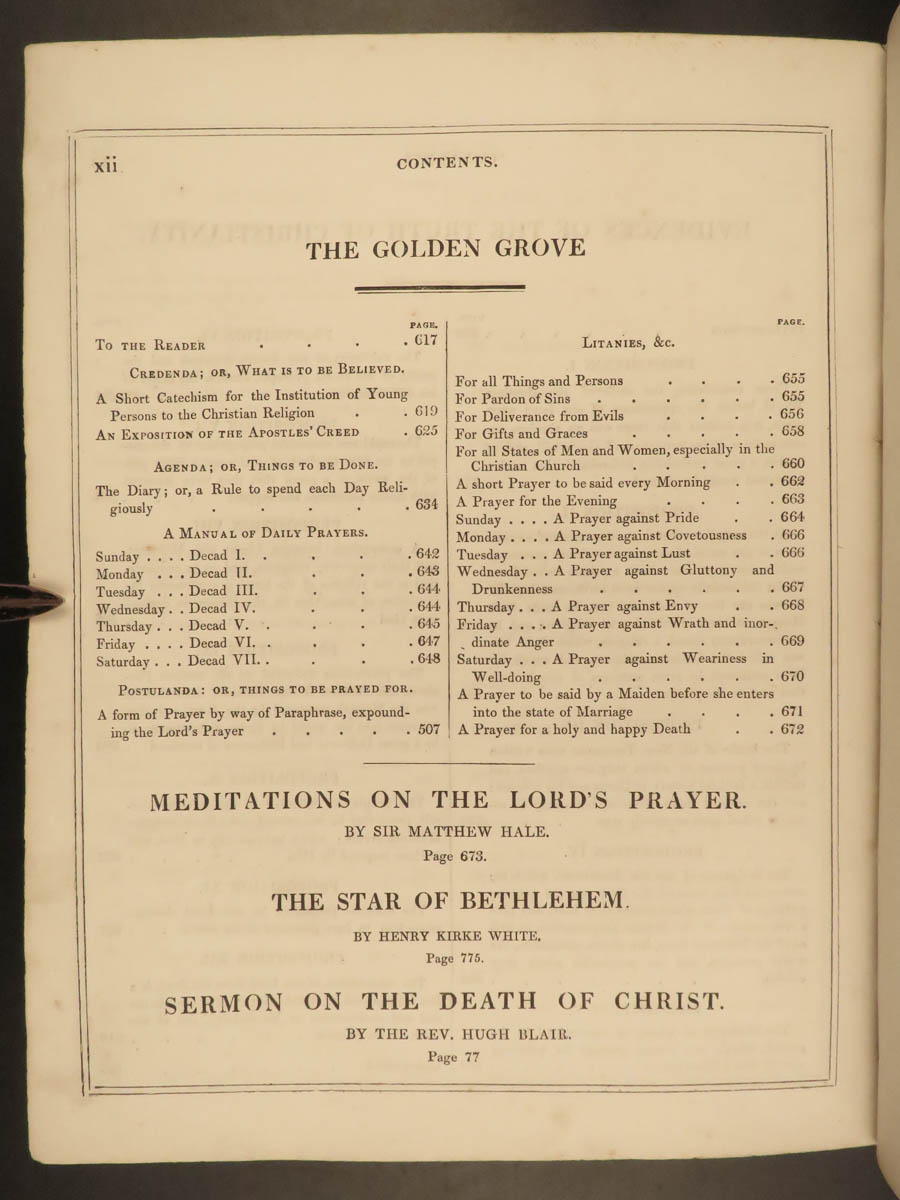 xii
CONTENTS.
THE GOLDEN GROVE
PAGE.
To the Reader . . . . 617
Credenda; or, What is to be Believed.
A Short Catechism for the Institution of Young
Persons to the Christian Religion . . 619
An Exposition of the Apostles' Creed . 625
Agenda; or, Things to be Done.
The Diary; or, a Rule to spend each Day Reli-
giously . . . . . 634
A Manual of Daily Prayers.
Sunday . . . . Decad I. . . . . 642
Monday . . . Decad II. . . . 643
Tuesday . . . Decad III. . . . 644
Wednesday . . Decad IV. . . . 644
Thursday . . . Decad V. . . . . 645
Friday . . . . Decad VI. . . . . 647
Saturday . . . Decad VII. . . . . 648
Postulanda: or, things to be prayed for.
A form of Prayer by way of Paraphrase, expound-
ing the Lord's Prayer . . . . 507
PAGE.
Litanies, &c.
For all Things and Persons . . . . 655
For Pardon of Sins . . . . . . 655
For Deliverance from Evils . . . . 656
For Gifts and Graces . . . . . 658
For all States of Men and Women, especially in the
Christian Church . . . . . 660
A short Prayer to be said every Morning . . 662
A Prayer for the Evening . . . . 663
Sunday . . . . A Prayer against Pride . . 664
Monday . . . . A Prayer against Covetousness . 666
Tuesday . . . A Prayer against Lust . . 666
Wednesday . . A Prayer against Gluttony and
Drunkenness . . . . . . 667
Thursday . . . A Prayer against Envy . . 668
Friday . . . . A Prayer against Wrath and inor-
dinate Anger . . . . . 669
Saturday . . . A Prayer against Weariness in
Well-doing . . . . . 670
A Prayer to be said by a Maiden before she enters
into the state of Marriage . . . . 671
A Prayer for a holy and happy Death . . 672
MEDITATIONS ON THE LORD'S PRAYER.
BY SIR MATTHEW HALE.
Page 673.
THE STAR OF BETHLEHEM.
BY HENRY KIRKE WHITE.
Page 775.
SERMON ON THE DEATH OF CHRIST.
BY THE REV. HUGH BLAIR.
Page 77